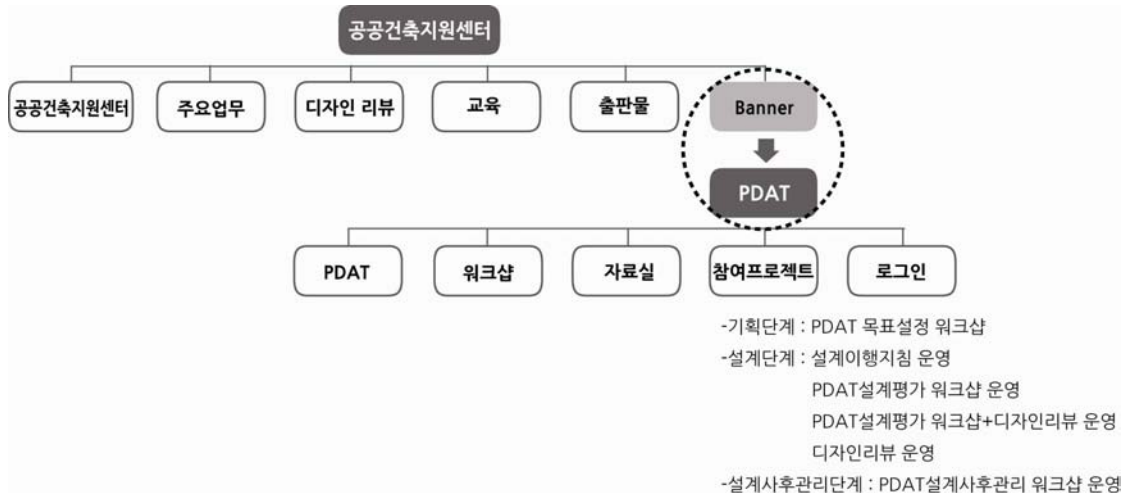 공공건축지원센터
공공건축지원센터
주요업무
디자인 리뷰
교육
출판물
Banner
PDAT
PDAT
워크샵
자료실
참여프로젝트
로그인
-기획단계 : PDAT 목표설정 워크샵
-설계단계 : 설계이행지침 운영
PDAT설계평가 워크샵 운영
PDAT설계평가 워크샵+디자인리뷰 운영
디자인리뷰 운영
-설계사후관리단계 : PDAT설계사후관리 워크샵 운영